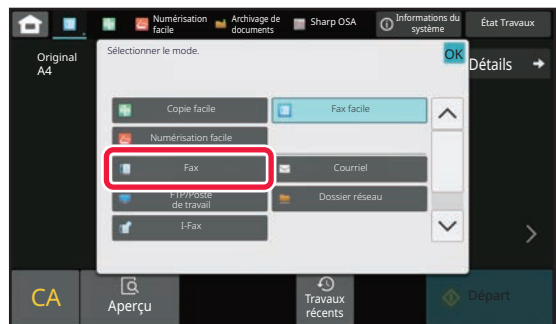 Numérisation
facile
Archivage de
documents
Sharp OSA
Informations du
système
État Travaux
Original
A4
Sélectionner le mode.
OK
Détails
Copie facile
Fax facile
Numérisation facile
Fax
Courriel
FTP/Poste
de travail
Dossier réseau
I-Fax
CA
Aperçu
Travaux
récents
Départ